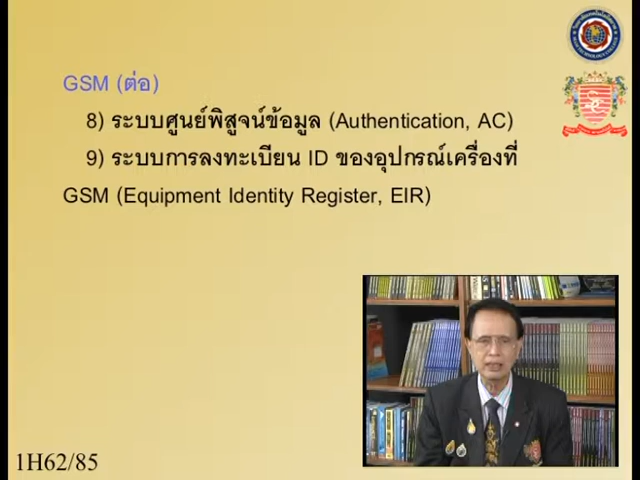 GSM (ต่อ)
8) ระบบศูนย์พิสูจน์ข้อมูล (Authentication, AC)
9) ระบบการลงทะเบียน ID ของอุปกรณ์เครื่องที่
GSM (Equipment Identity Register, EIR)
1H62/85